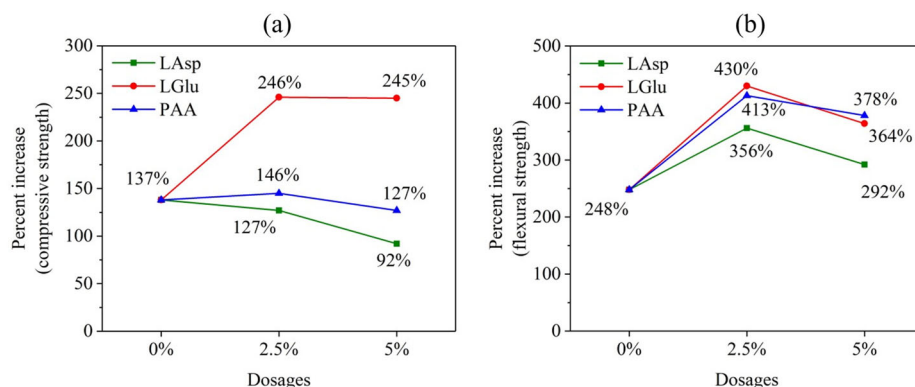 (a)
300
250
200
150
100
50
0
Percent increase
(compressive strength)
LAsp
LGlu
PAA
137%
246%
245%
146%
127%
127%
92%
0%
2.5%
5%
Dosages
(b)
500
400
300
200
100
0
Percent increase
(flexural strength)
LAsp
LGlu
PAA
248%
430%
413%
356%
378%
364%
292%
0%
2.5%
5%
Dosages